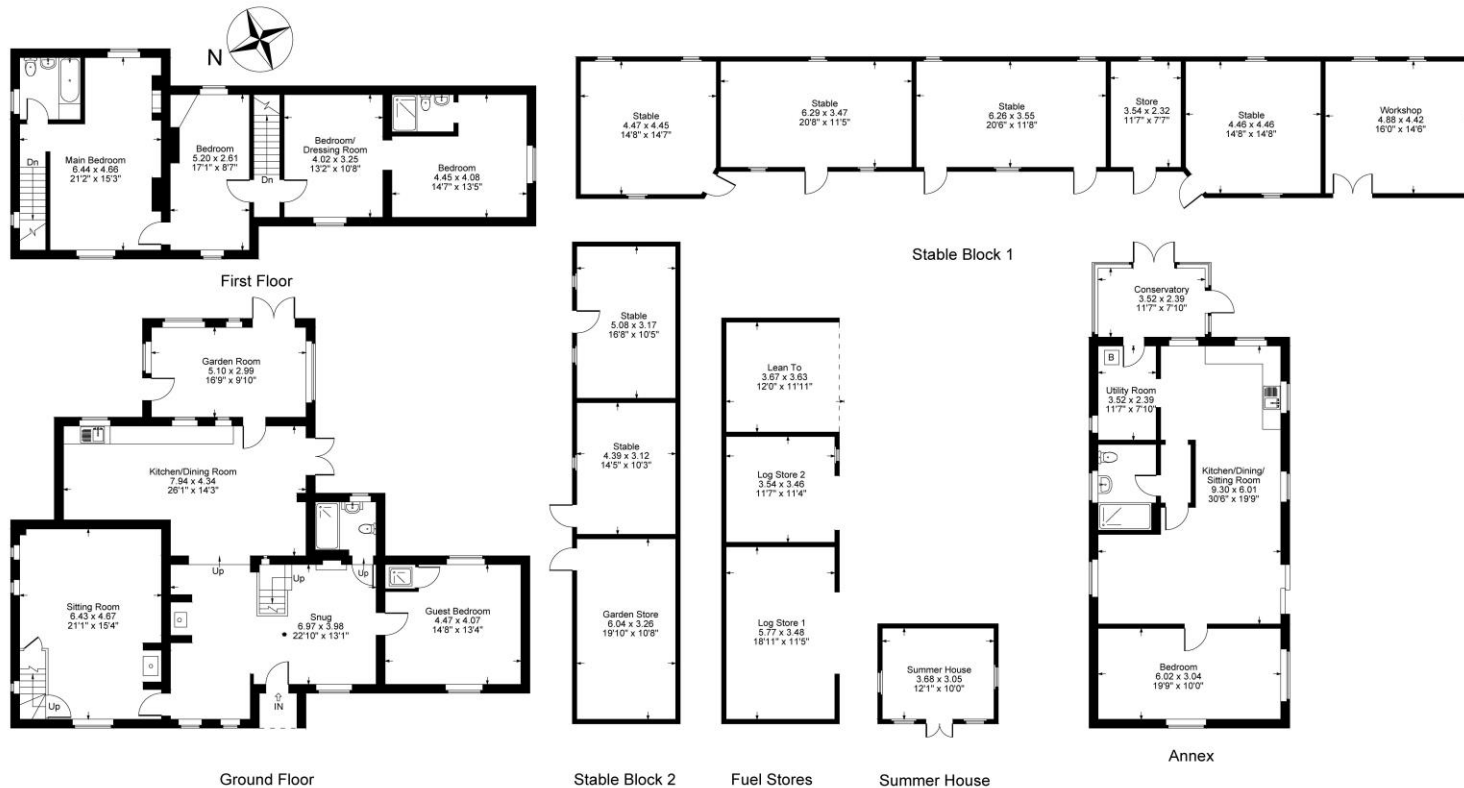 N
Dn
Main Bedroom
6.44 x 4.66
21'2" x 15'3"
Bedroom
5.20 x 2.61
17'1" x 8'7"
Dn
Bedroom/
Dressing Room
4.02 x 3.25
13'2" x 10'8"
Bedroom
4.45 x 4.08
14'7" x 13'5"
First Floor
Stable
4.47 x 4.45
14'8" x 14'7"
Stable
6.29 x 3.47
20'8" x 11'5"
Stable
6.26 x 3.55
20'6" x 11'8"
Store
3.54 x 2.32
11'7" x 7'7"
Stable
4.46 x 4.46
14'8" x 14'8"
Workshop
4.88 x 4.42
16'0" x 14'6"
Stable Block 1
Garden Room
5.10 x 2.99
16'9" x 9'10"
Kitchen/Dining Room
7.94 x 4.34
26'1" x 14'3"
Up
Up
Up
Sitting Room
6.43 x 4.67
21'1" x 15'4"
Up
Snug
6.97 x 3.98
22'10" x 13'1"
Guest Bedroom
4.47 x 4.07
14'8" x 13'4"
IN
Ground Floor
Stable
5.08 x 3.17
16'8" x 10'5"
Stable
4.39 x 3.12
14'5" x 10'3"
Garden Store
6.04 x 3.26
19'10" x 10'8"
Stable Block 2
Lean To
3.67 x 3.63
12'0" x 11'11"
Log Store 2
3.54 x 3.46
11'7" x 11'4"
Log Store 1
5.77 x 3.48
18'11" x 11'5"
Fuel Stores
Summer House
3.68 x 3.05
12'1" x 10'0"
Summer House
Conservatory
3.52 x 2.39
11'7" x 7'10"
B
Utility Room
3.52 x 2.39
11'7" x 7'10"
Kitchen/Dining/
Sitting Room
9.30 x 6.01
30'6" x 19'9"
Bedroom
6.02 x 3.04
19'9" x 10'0"
Annex